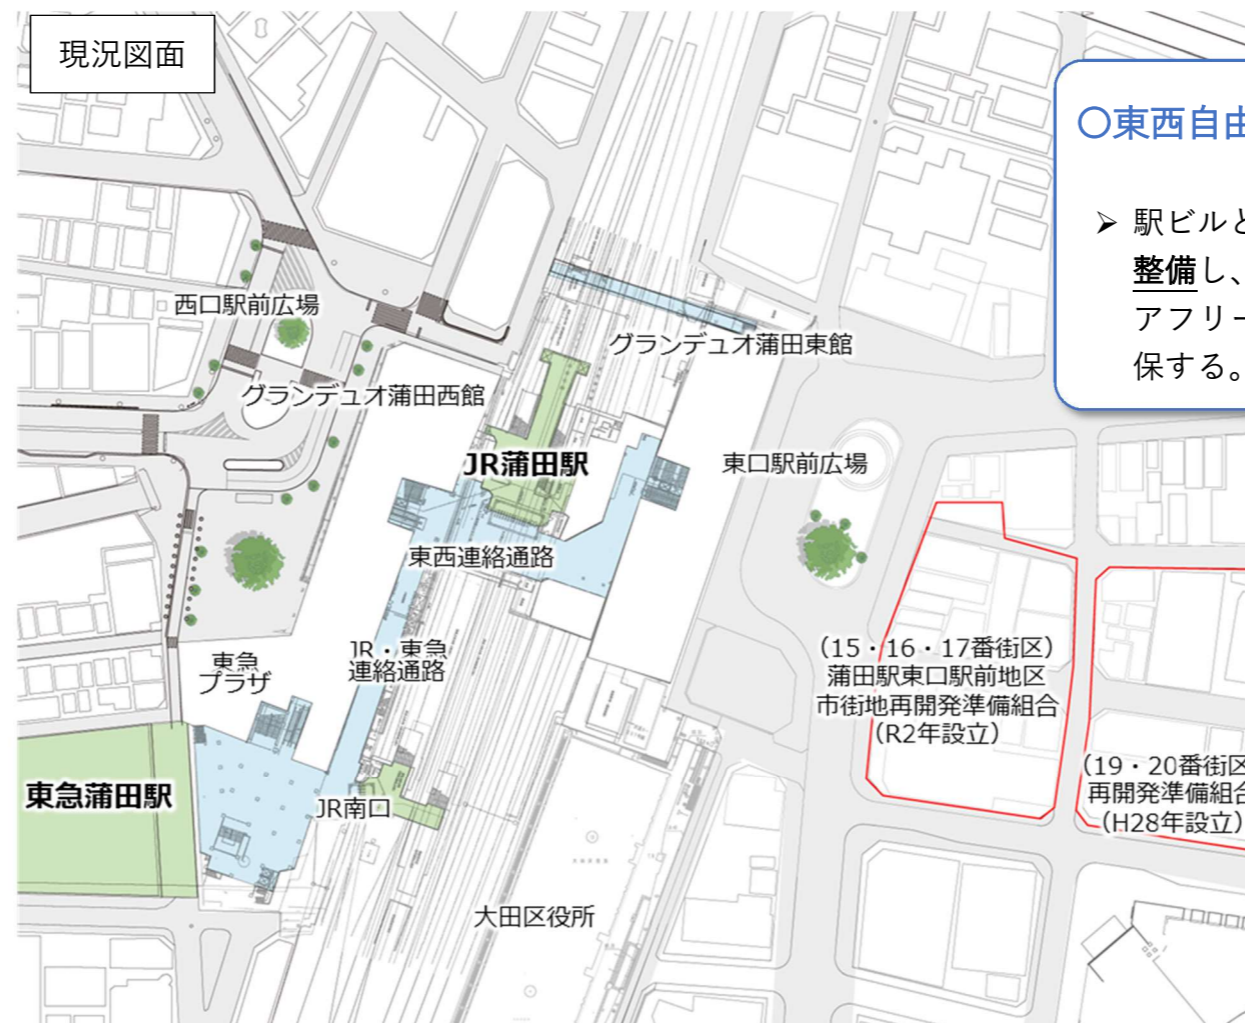 現況図面
〇東西自由
➢ 駅ビルと
整備し、
アフリー
保する。
西口駅前広場
グランデュオ蒲田東館
グランデュオ蒲田西館
JR蒲田駅
東口駅前広場
東西連絡通路
JR・東急
連絡通路
東急
プラザ
(15・16・17番街区)
蒲田駅東口駅前地区
市街地再開発準備組合
(R2年設立)
東急蒲田駅
JR南口
(19・20番街区
再開発準備組合
(H28年設立)
大田区役所